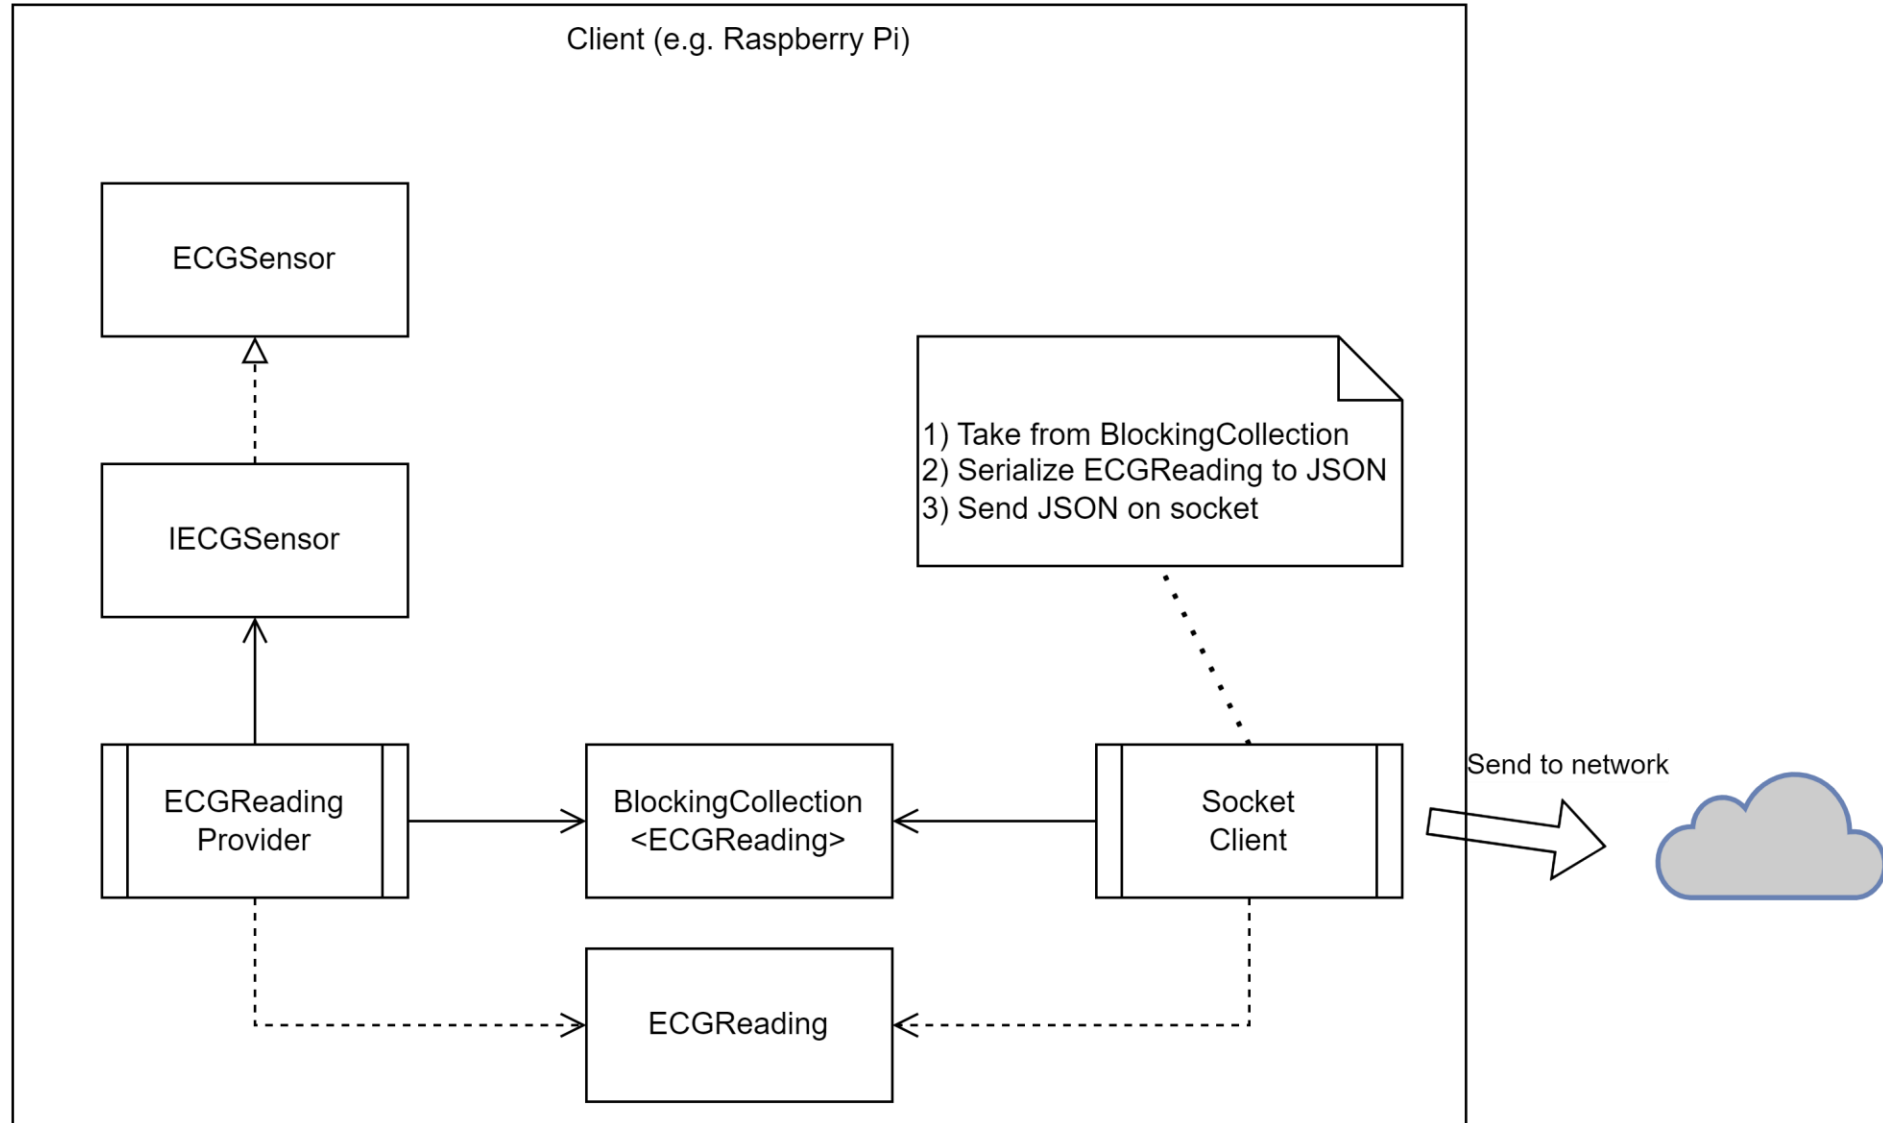 Client (e.g. Raspberry Pi)
ECGSensor
IECGSensor
1) Take from BlockingCollection
2) Serialize ECGReading to JSON
3) Send JSON on socket
ECGReading
Provider
BlockingCollection
<ECGReading>
Socket
Client
Send to network
ECGReading